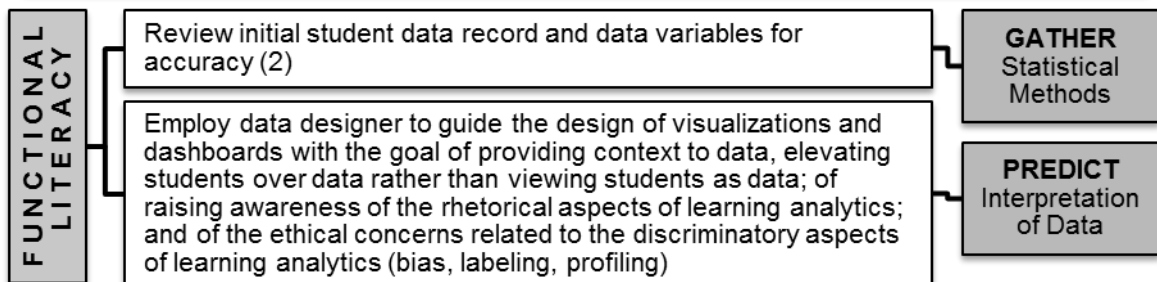 FUNCTIONAL
LITERACY
Review initial student data record and data variables for
accuracy (2)
GATHER
Statistical
Methods
Employ data designer to guide the design of visualizations and
dashboards with the goal of providing context to data, elevating
students over data rather than viewing students as data; of
raising awareness of the rhetorical aspects of learning analytics;
and of the ethical concerns related to the discriminatory aspects
of learning analytics (bias, labeling, profiling)
PREDICT
Interpretation
of Data